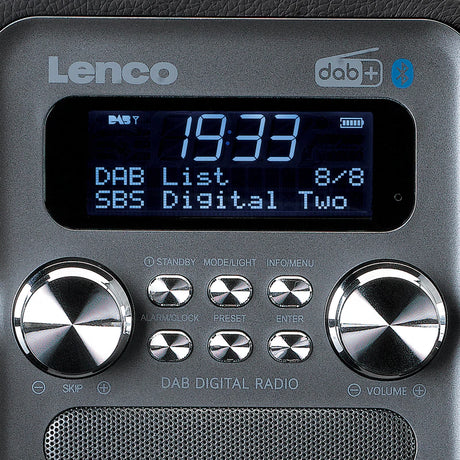 Lenco
dab+
DAB
19:33
DAB List 8/8
SBS Digital Two
STANDBY MODE/LIGHT INFO/MENU
ALARM/CLOCK PRESET ENTER
SKIP
VOLUME
DAB DIGITAL RADIO